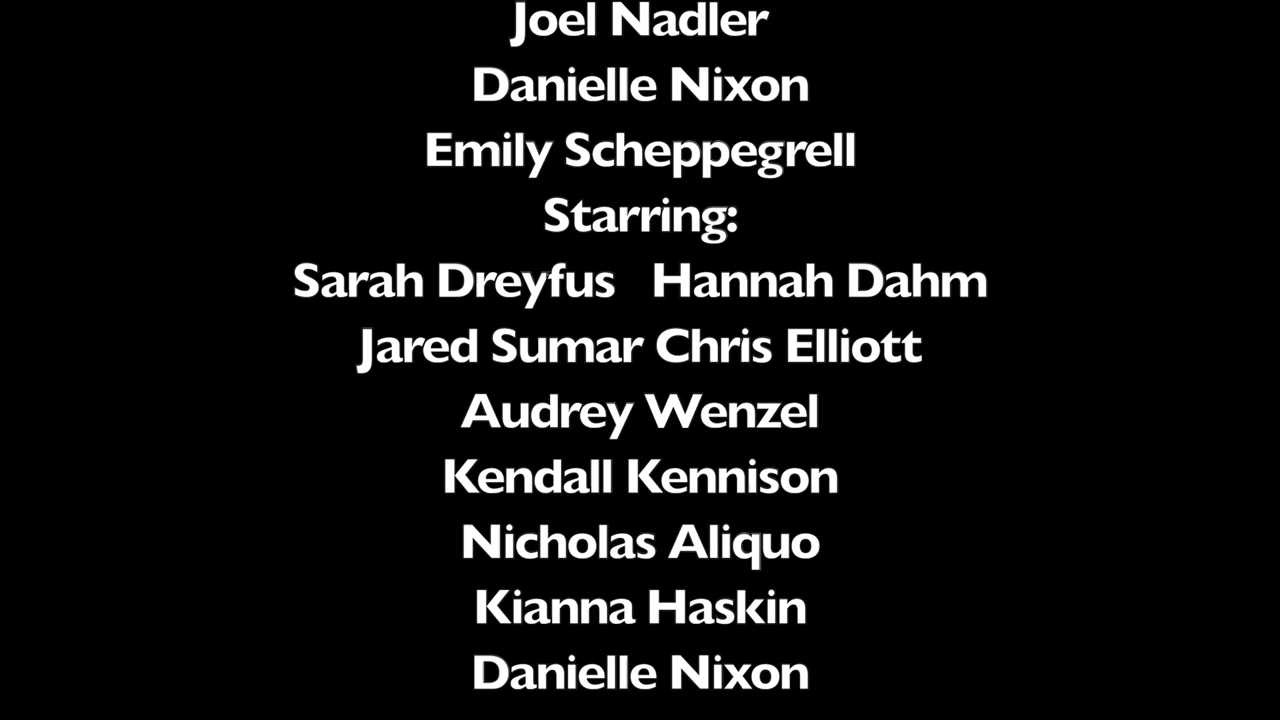 Joel Nadler
Danielle Nixon
Emily Scheppegrell
Starring:
Sarah Dreyfus   Hannah Dahm
Jared Sumar Chris Elliott
Audrey Wenzel
Kendall Kennison
Nicholas Aliquo
Kianna Haskin
Danielle Nixon